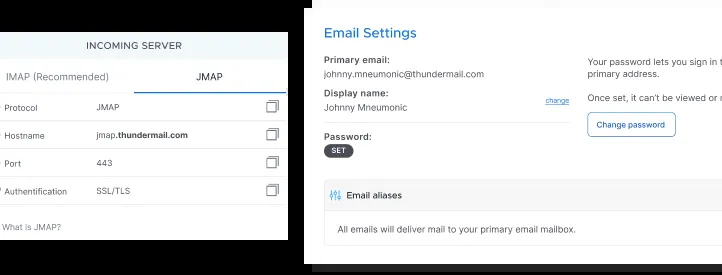 INCOMING SERVER
IMAP (Recommended)
JMAP
Protocol
JMAP
Hostname
jmap.thundermail.com
Port
443
Authentification
SSL/TLS
What is JMAP?
Email Settings
Primary email:
johnny.mneumonic@thundermail.com
Display name:
Johnny Mneumonic
change
Password:
SET
Your password lets you sign in
primary address.
Once set, it can't be viewed or
Change password
Email aliases
All emails will deliver mail to your primary email mailbox.